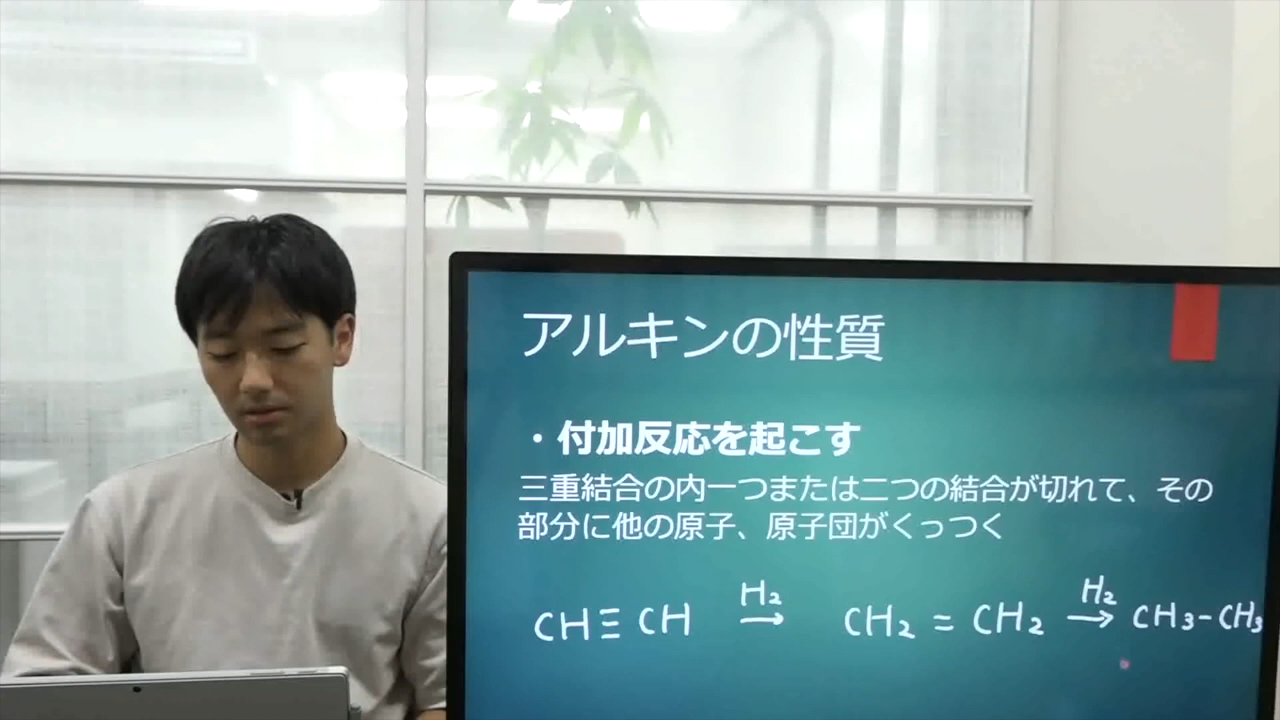 アルキンの性質
・付加反応を起こす
三重結合の内一つまたは二つの結合が切れて、その
部分に他の原子、原子団がくっつく
CH≡CH →(H₂) CH₂=CH₂ →(H₂) CH₃-CH₃